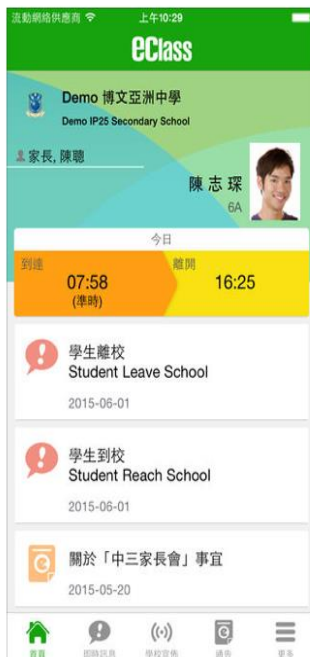 流動網絡供應商 上午10:29
eClass
Demo 博文亞洲中學
Demo IP25 Secondary School
家長, 陳聰
陳志琛
6A
今日
到達 離開
07:58 16:25
(準時)
學生離校
Student Leave School
2015-06-01
學生到校
Student Reach School
2015-06-01
關於「中三家長會」事宜
2015-05-20
首頁 即時訊息 學校宣佈 通告 更多